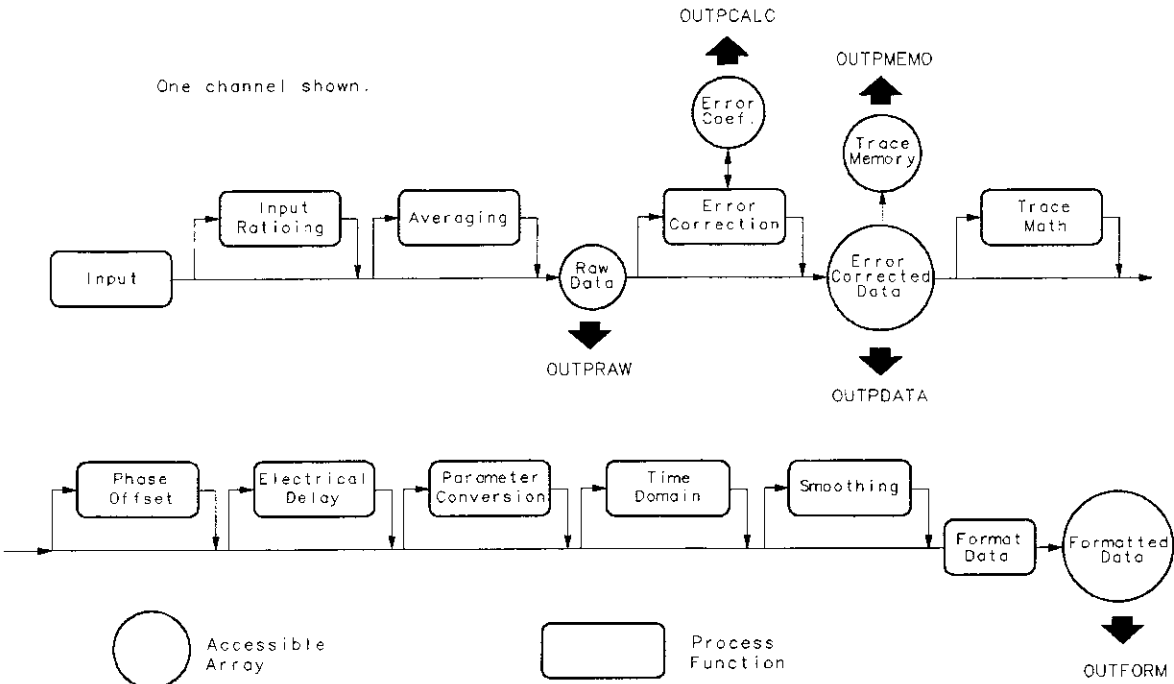 OUTPCALC
OUTPMEMO
One channel shown.
Error
Coef.
Trace
Memory
Input
Ratioing
Averaging
Error
Correction
Trace
Math
Input
Raw
Data
Error
Corrected
Data
OUTPRAW
OUTPDATA
Phase
Offset
Electrical
Delay
Parameter
Conversion
Time
Domain
Smoothing
Format
Data
Formatted
Data
Accessible
Array
Process
Function
OUTFORM